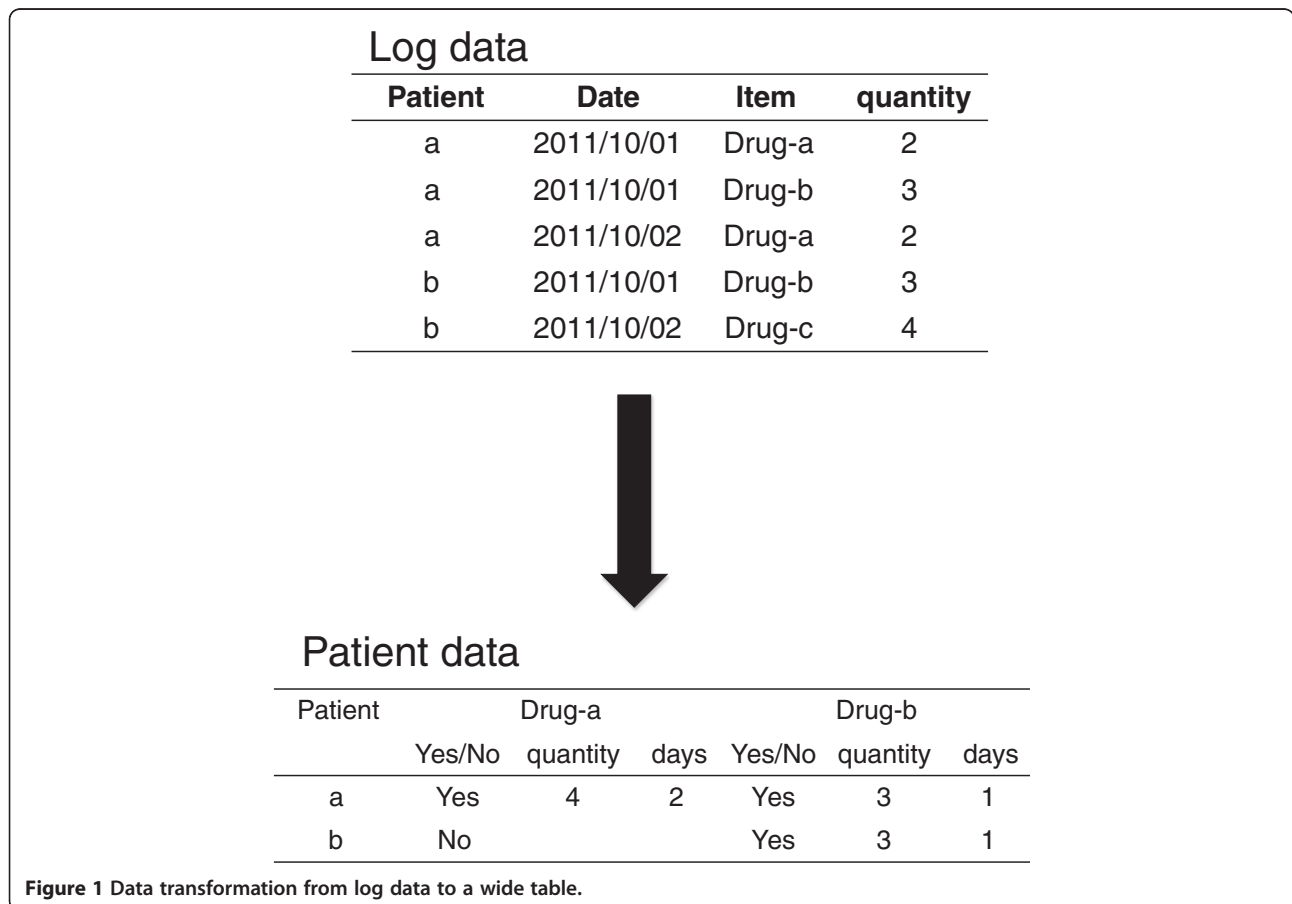 Log data
Patient Date Item quantity
a 2011/10/01 Drug-a 2
a 2011/10/01 Drug-b 3
a 2011/10/02 Drug-a 2
b 2011/10/01 Drug-b 3
b 2011/10/02 Drug-c 4
Patient data
Patient Drug-a Drug-b
Yes/No quantity days Yes/No quantity days
a Yes 4 2 Yes 3 1
b No Yes 3 1
Figure 1 Data transformation from log data to a wide table.